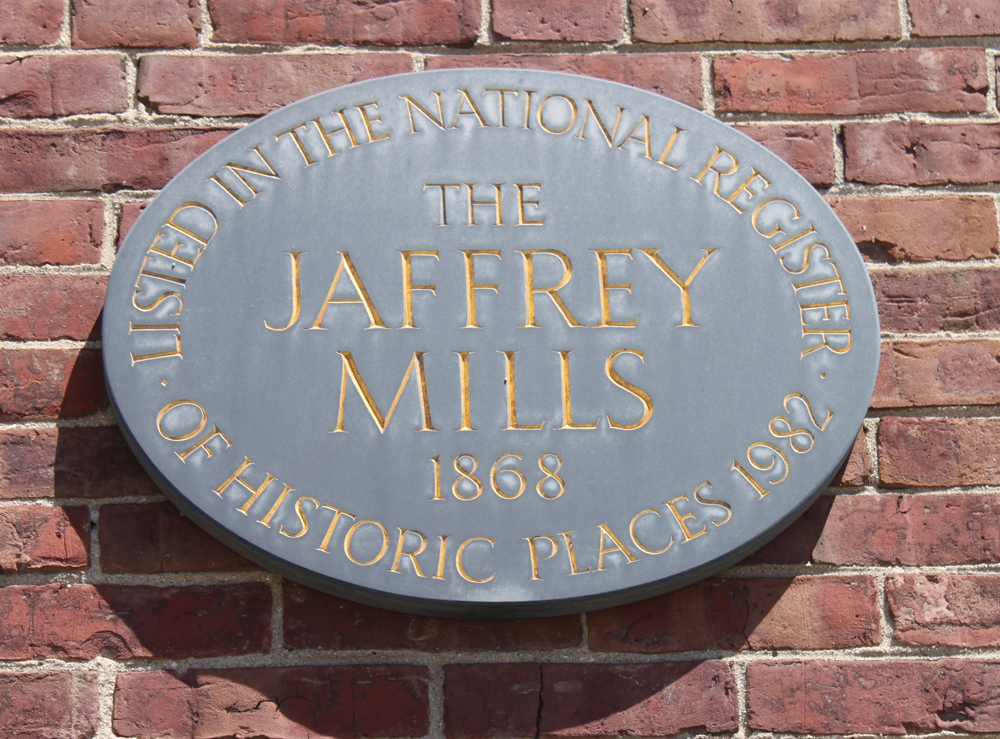 LISTED IN THE NATIONAL REGISTER
THE
JAFFREY
MILLS
1868
· OF HISTORIC PLACES 1982 ·